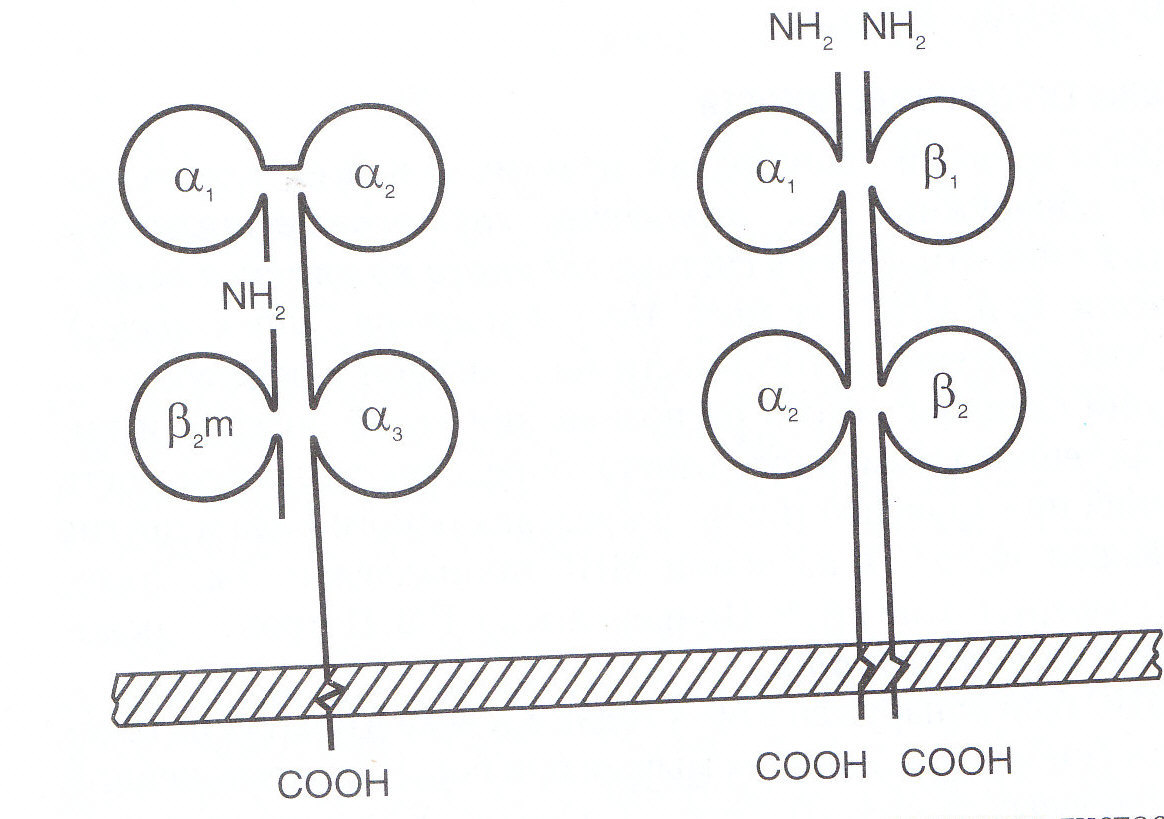 NH₂ NH₂
α₁ α₂ α₁ β₁
NH₂
β₂m α₃ α₂ β₂
COOH COOH COOH